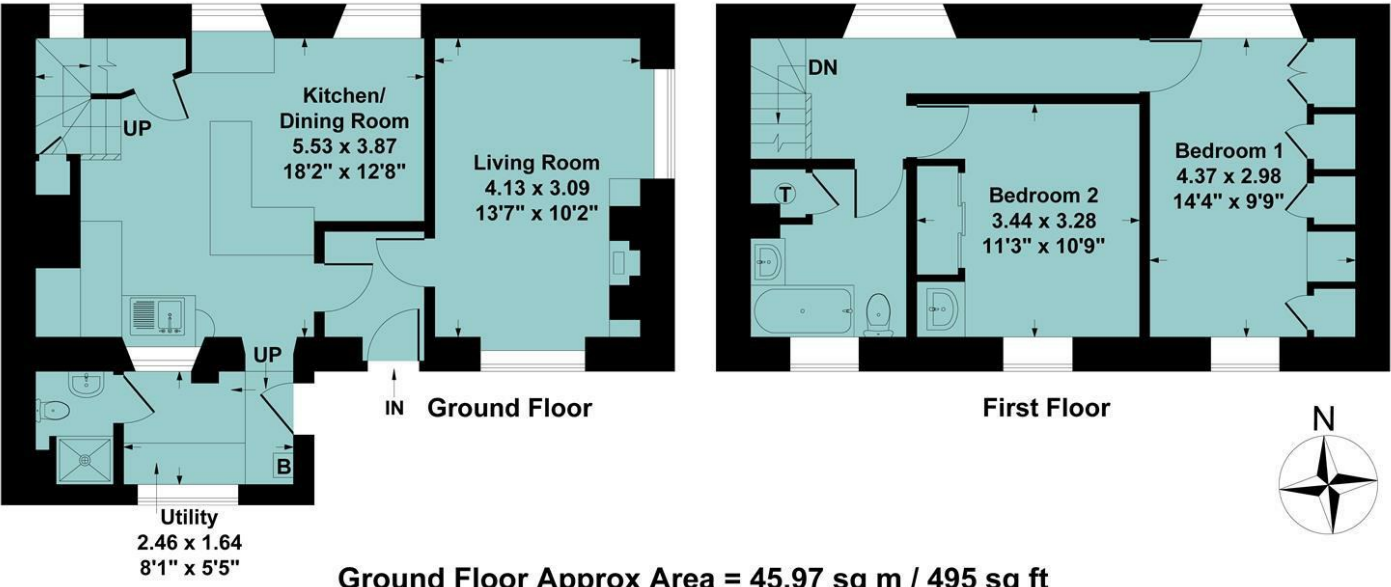 Kitchen/
Dining Room
5.53 x 3.87
18'2" x 12'8"
UP
Living Room
4.13 x 3.09
13'7" x 10'2"
UP
IN
Ground Floor
B
Utility
2.46 x 1.64
8'1" x 5'5"
DN
T
Bedroom 2
3.44 x 3.28
11'3" x 10'9"
Bedroom 1
4.37 x 2.98
14'4" x 9'9"
First Floor
N
Ground Floor Approx Area = 45.97 sq m / 495 sq ft